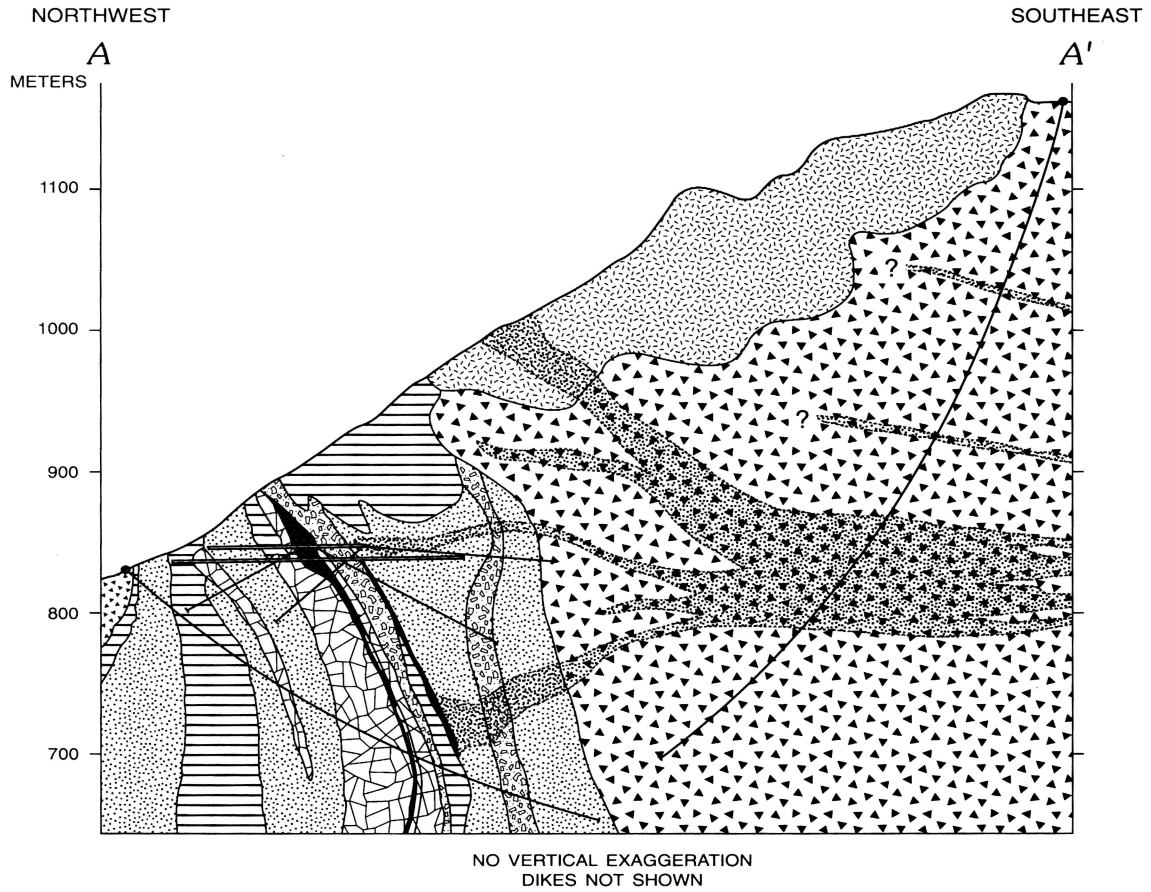 NORTHWEST
SOUTHEAST
A
A'
METERS
1100
1000
900
800
700
?
?
NO VERTICAL EXAGGERATION
DIKES NOT SHOWN